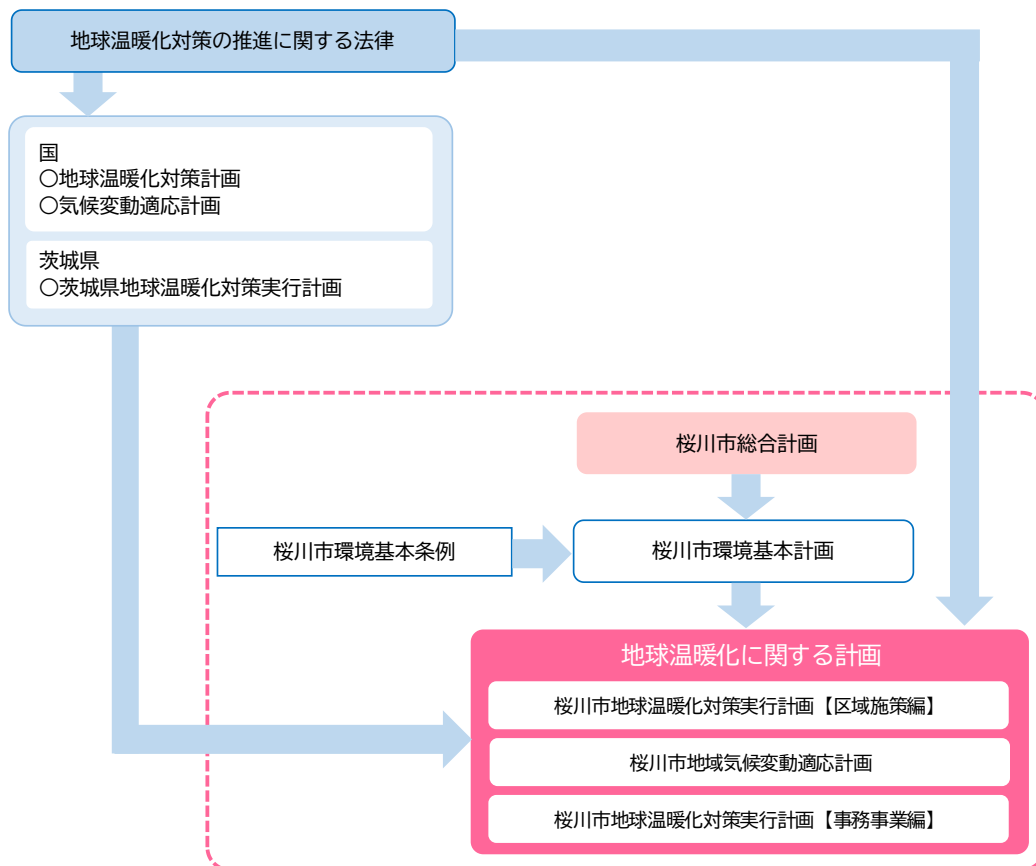 地球温暖化対策の推進に関する法律
国
○地球温暖化対策計画
○気候変動適応計画
茨城県
○茨城県地球温暖化対策実行計画
桜川市総合計画
桜川市環境基本条例
桜川市環境基本計画
地球温暖化に関する計画
桜川市地球温暖化対策実行計画【区域施策編】
桜川市地域気候変動適応計画
桜川市地球温暖化対策実行計画【事務事業編】